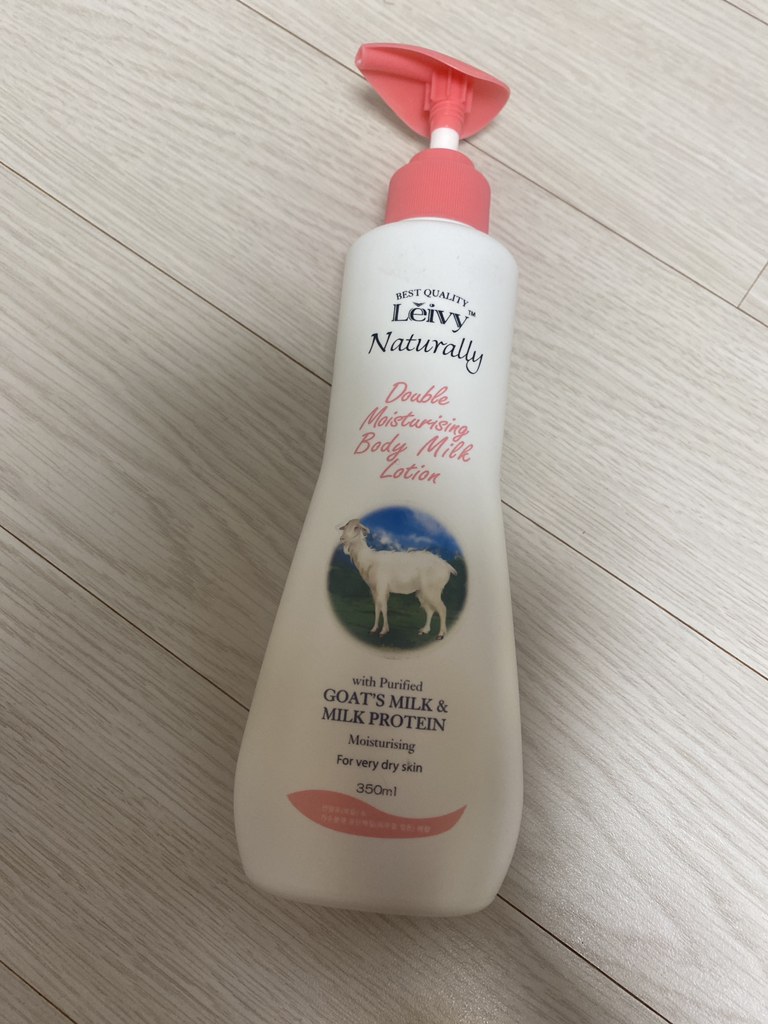 BEST QUALITY
Lěivy™
Naturally
Double
Moisturising
Body Milk
Lotion
with Purified
GOAT'S MILK &
MILK PROTEIN
Moisturising
For very dry skin
350ml